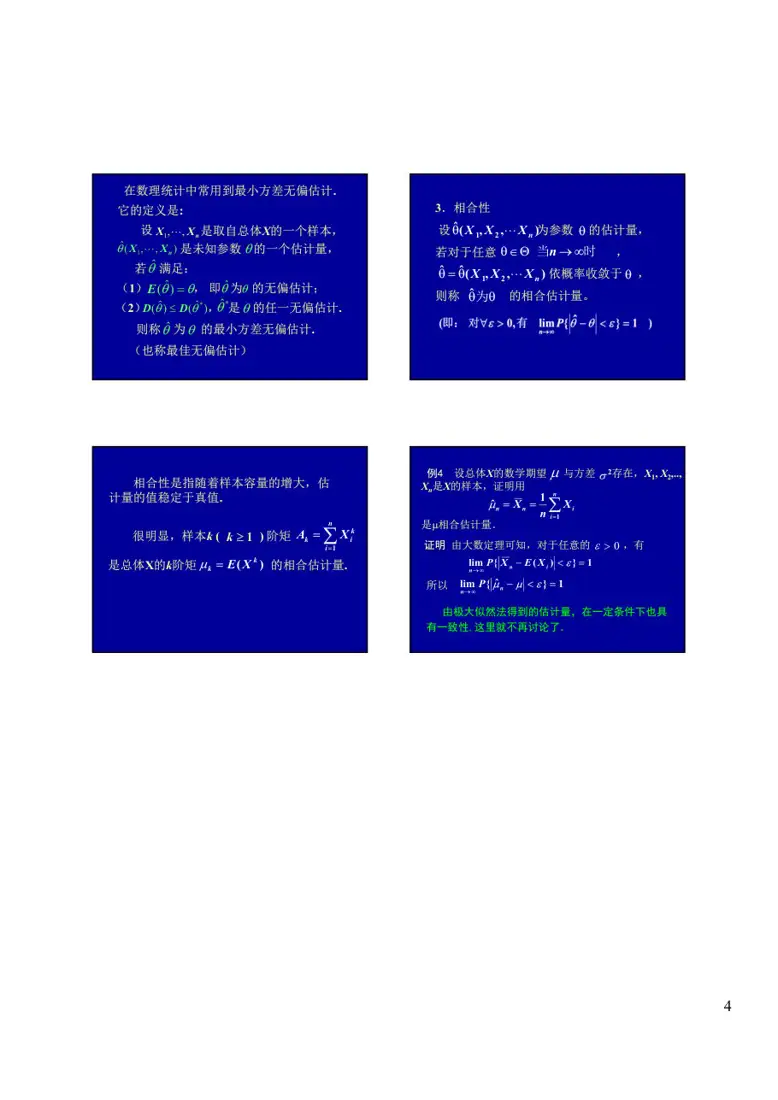 在数理统计中常用到最小方差无偏估计.
它的定义是:
设 X₁,⋯,Xₙ是取自总体X的一个样本,
θ̂(X₁,⋯,Xₙ) 是未知参数 θ的一个估计量,
若 θ̂ 满足:
(1) E(θ̂) = θ, 即θ̂为θ 的无偏估计;
(2) D(θ̂) ≤ D(θ̂*), θ̂*是 θ 的任一无偏估计.
则称 θ̂ 为 θ 的最小方差无偏估计.
(也称最佳无偏估计)
3. 相合性
设 θ̂(X₁, X₂,⋯Xₙ)为参数 θ 的估计量,
若对于任意 θ∈Θ 当n→∞时 ,
θ̂ = θ̂(X₁, X₂,⋯Xₙ) 依概率收敛于 θ ,
则称 θ̂为θ 的相合估计量。
(即: 对∀ε > 0,有 lim_{n→∞} P{|θ̂ − θ| < ε} = 1 )
相合性是指随着样本容量的增大, 估
计量的值稳定于真值.
很明显, 样本k ( k ≥ 1 ) 阶矩 Aₖ = ∑_{i=1}^{n} Xᵢᵏ
是总体X的k阶矩 μₖ = E(Xᵏ) 的相合估计量.
例4 设总体X的数学期望 μ 与方差 σ²存在, X₁, X₂,..,
Xₙ是X的样本, 证明用
μ̂ₙ = X̄ₙ = 1/n ∑_{i=1}^{n} Xᵢ
是μ相合估计量.
证明 由大数定理可知, 对于任意的 ε > 0 , 有
lim_{n→∞} P{|X̄ₙ − E(Xᵢ)| < ε} = 1
所以 lim_{n→∞} P{|μ̂ₙ − μ| < ε} = 1
由极大似然法得到的估计量, 在一定条件下也具
有一致性. 这里就不再讨论了.
4